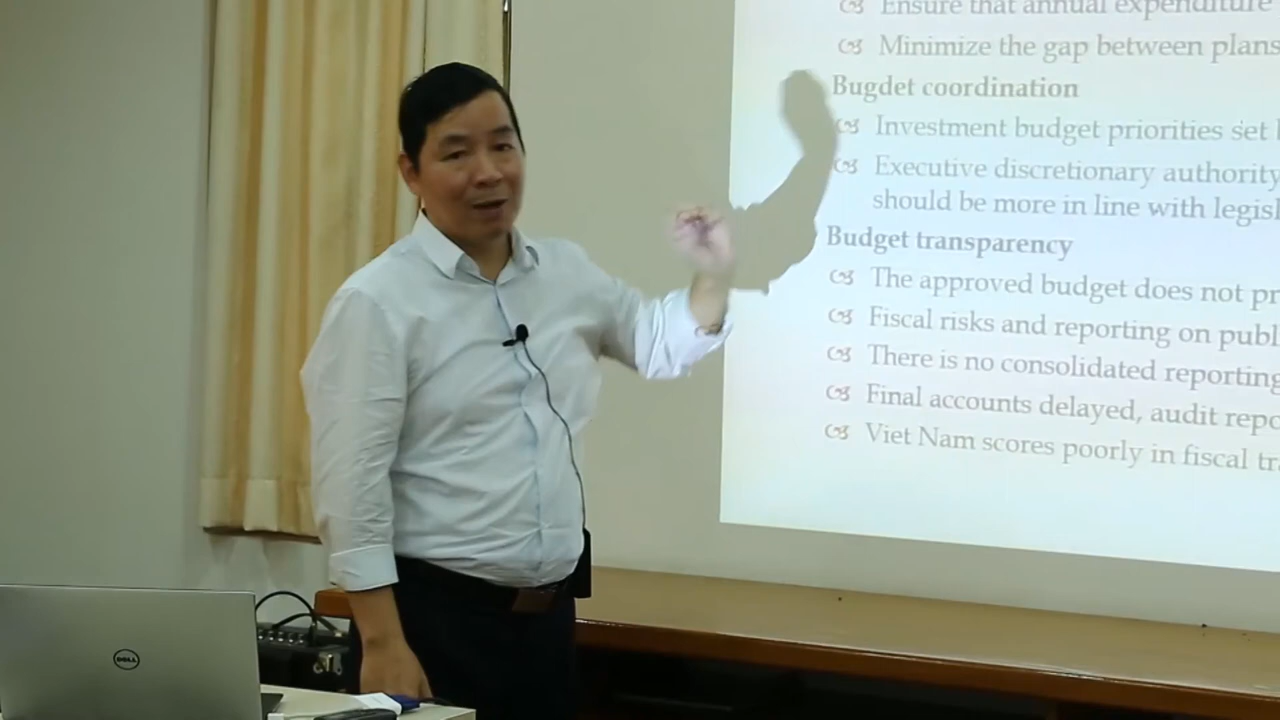 Ensure that annual expenditure
Minimize the gap between plans
Bugdet coordination
Investment budget priorities set
Executive discretionary authority
should be more in line with legisl
Budget transparency
The approved budget does not pr
Fiscal risks and reporting on publ
There is no consolidated reporting
Final accounts delayed, audit repo
Viet Nam scores poorly in fiscal tra
DELL